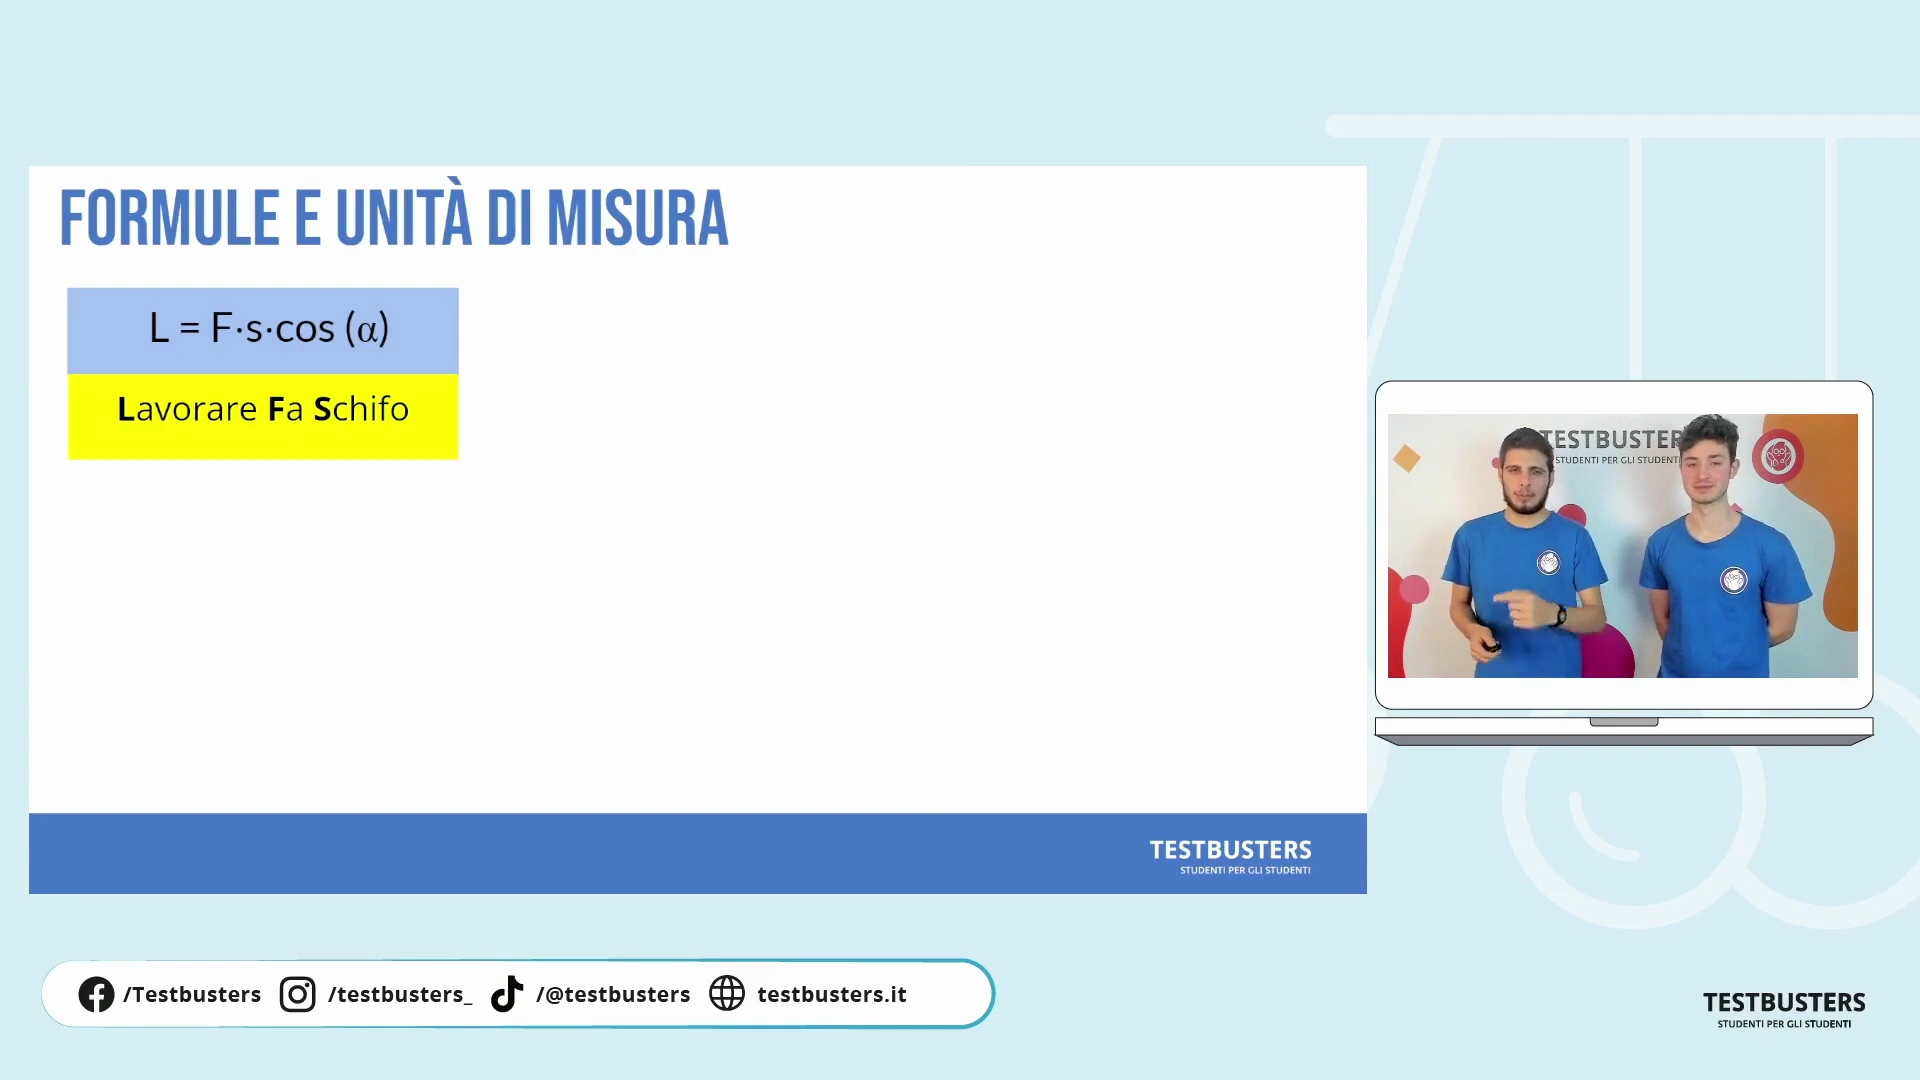 FORMULE E UNITÀ DI MISURA
L = F·s·cos (α)
Lavorare Fa Schifo
TESTBUSTER
STUDENTI PER GLI STUDENTI
TESTBUSTERS
STUDENTI PER GLI STUDENTI
/Testbusters /testbusters_ /@testbusters testbusters.it
TESTBUSTERS
STUDENTI PER GLI STUDENTI